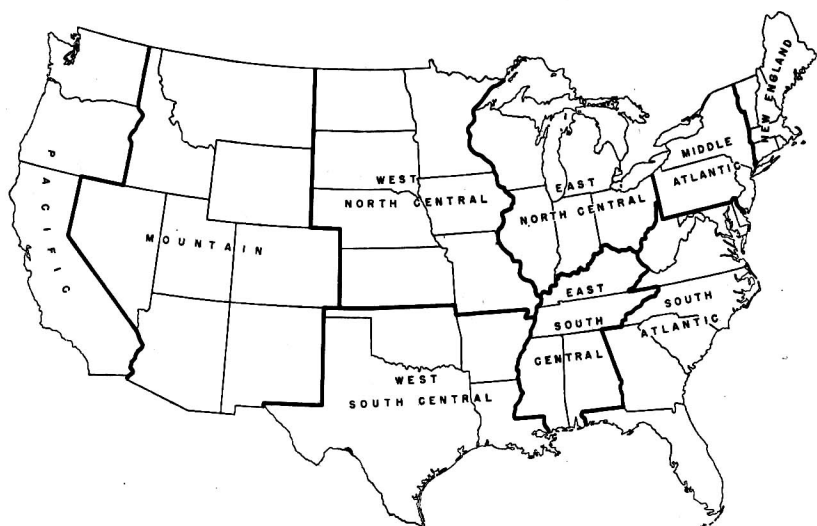 PACIFIC
MOUNTAIN
WEST
NORTH CENTRAL
WEST
SOUTH CENTRAL
EAST
NORTH CENTRAL
EAST
SOUTH
CENTRAL
SOUTH
ATLANTIC
MIDDLE
ATLANTIC
NEW ENGLAND